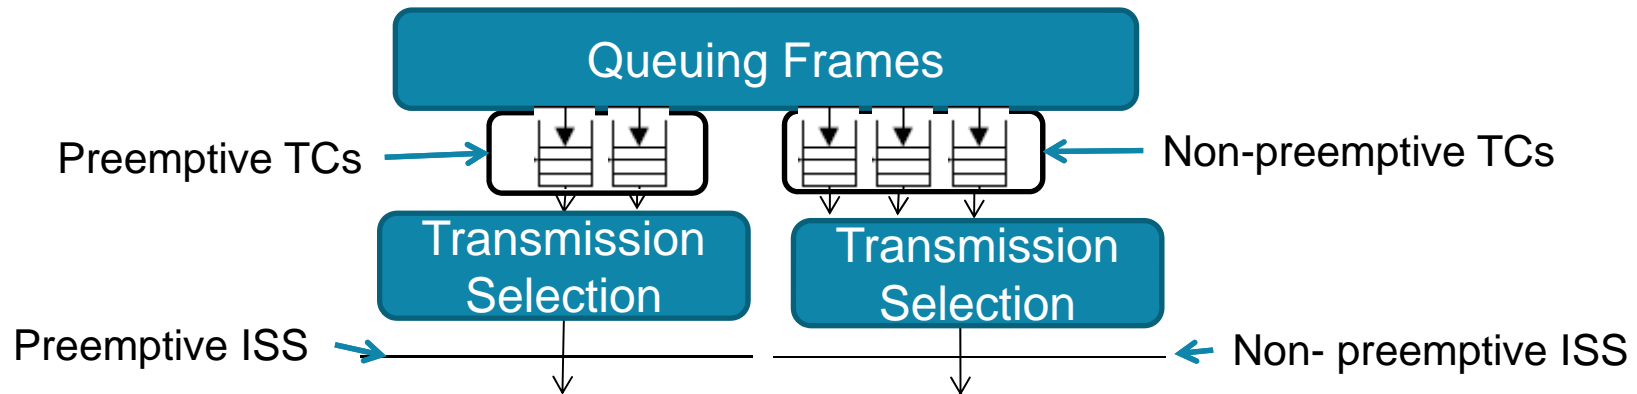 Queuing Frames
Preemptive TCs
Non-preemptive TCs
Transmission
Selection
Transmission
Selection
Preemptive ISS
Non- preemptive ISS